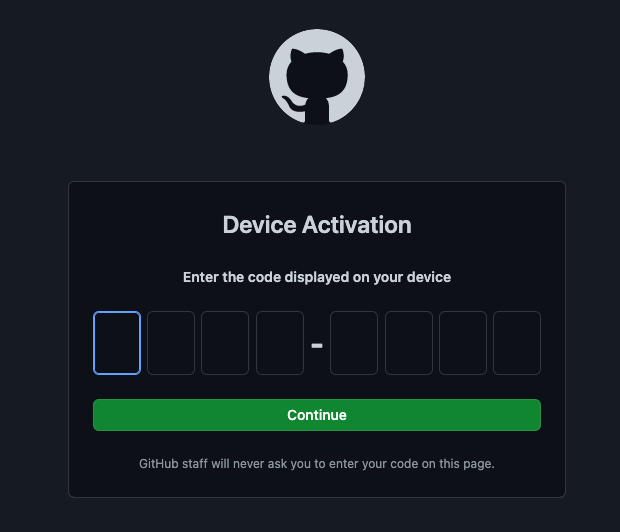 Device Activation
Enter the code displayed on your device
-
Continue
GitHub staff will never ask you to enter your code on this page.